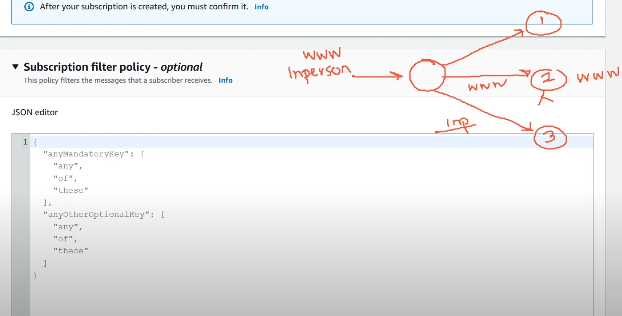 After your subscription is created, you must confirm it. Info
1
▼ Subscription filter policy - optional
This policy filters the messages that a subscriber receives. Info
www
Inperson
www
2
www
Inp
3
JSON editor
1 {
"anyMandatoryKey": [
"any",
"of",
"these"
],
"anyOtherOptionalKey": [
"any",
"of",
"these"
]
}